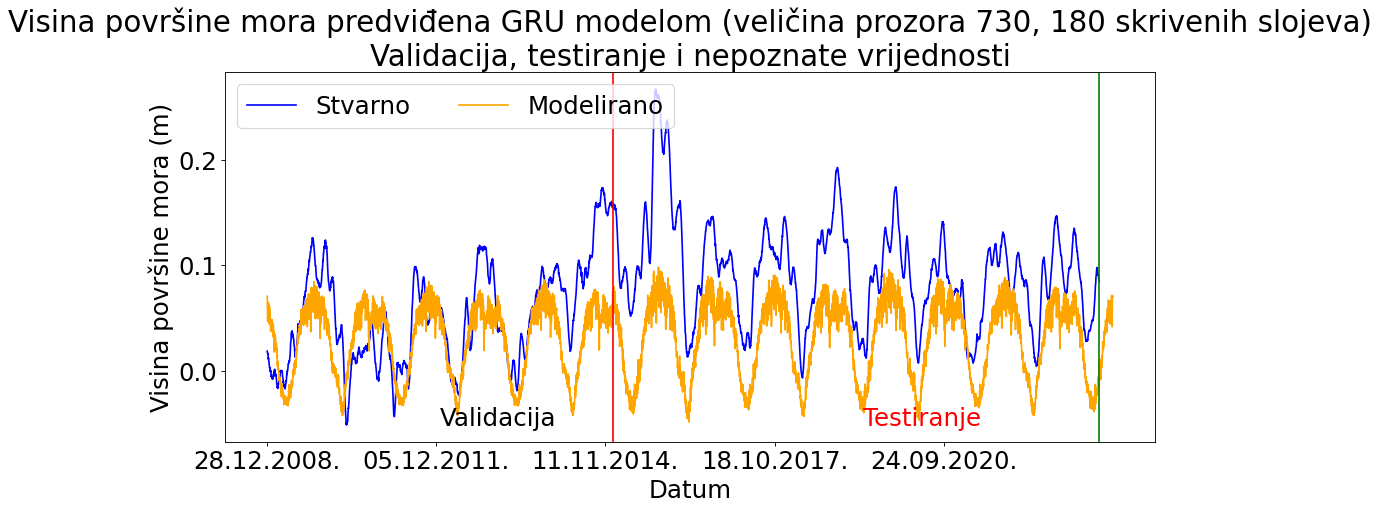 Visina površine mora predviđena GRU modelom (veličina prozora 730, 180 skrivenih slojeva)
Validacija, testiranje i nepoznate vrijednosti
Stvarno
Modelirano
Visina površine mora (m)
0.2
0.1
0.0
Validacija
Testiranje
28.12.2008.
05.12.2011.
11.11.2014.
18.10.2017.
24.09.2020.
Datum